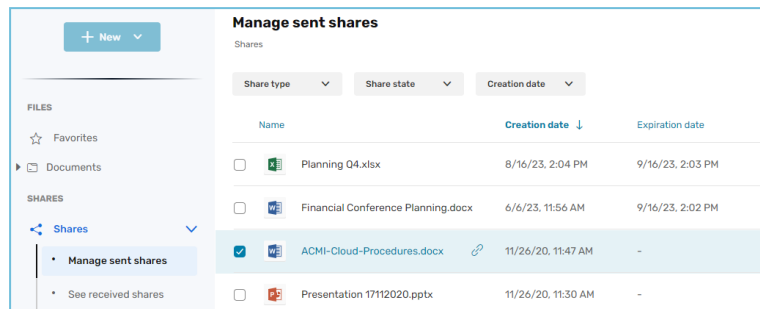 Manage sent shares
New
Shares
Share type
Share state
Creation date
FILES
Favorites
Documents
SHARES
Shares
Manage sent shares
See received shares
Name Creation date Expiration date
Planning Q4.xlsx 8/16/23, 2:04 PM 9/16/23, 2:03 PM
Financial Conference Planning.docx 6/6/23, 11:56 AM 9/16/23, 2:02 PM
ACMI-Cloud-Procedures.docx 11/26/20, 11:47 AM -
Presentation 17112020.pptx 11/26/20, 11:30 AM -